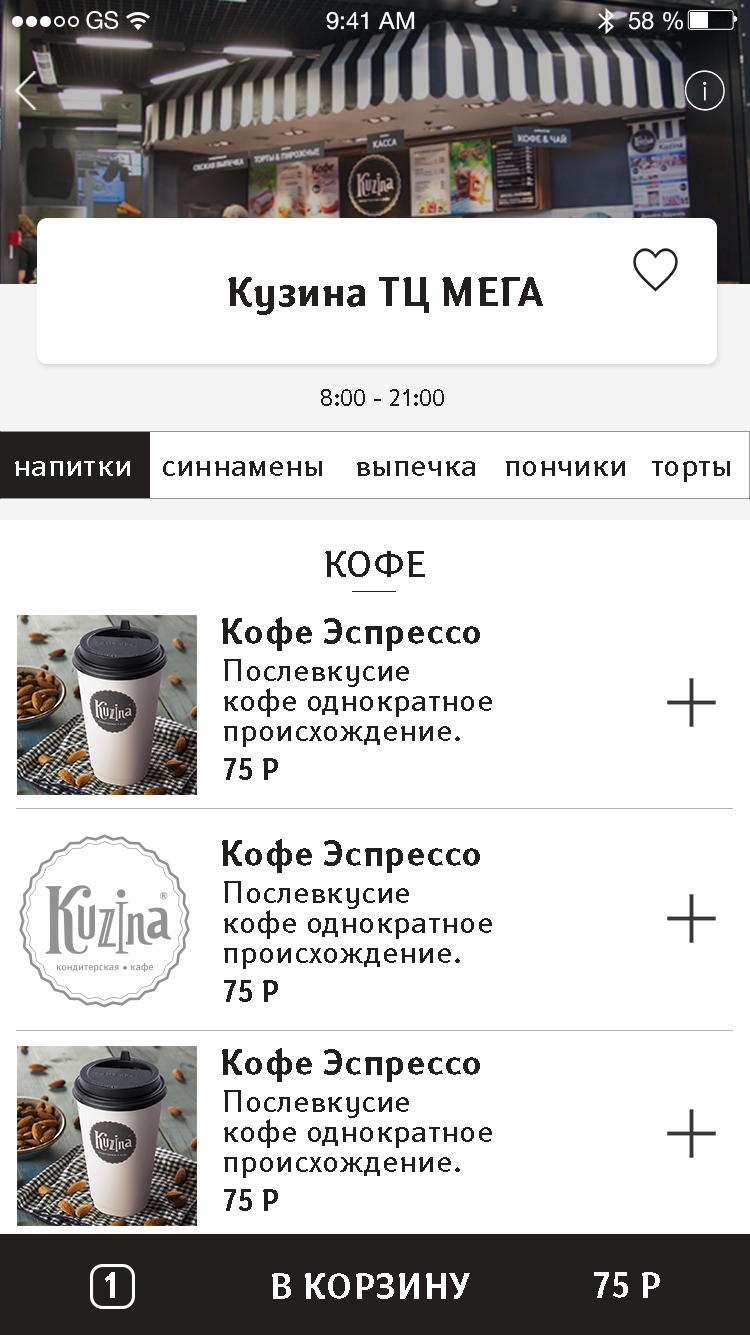 GS 9:41 AM 58 %
СВЕЖАЯ ВЫПЕЧКА
ТОРТЫ & ПИРОЖНЫЕ
КАССА
КОФЕ & ЧАЙ
Кофе
Kuzina
Кузина ТЦ МЕГА
8:00 - 21:00
напитки синнамены выпечка пончики торты
КОФЕ
Kuzina
Кофе Эспрессо
Послевкусие
кофе однократное
происхождение.
75 Р
Kuzina®
кондитерская • кафе
Кофе Эспрессо
Послевкусие
кофе однократное
происхождение.
75 Р
Kuzina
Кофе Эспрессо
Послевкусие
кофе однократное
происхождение.
75 Р
1 В КОРЗИНУ 75 Р